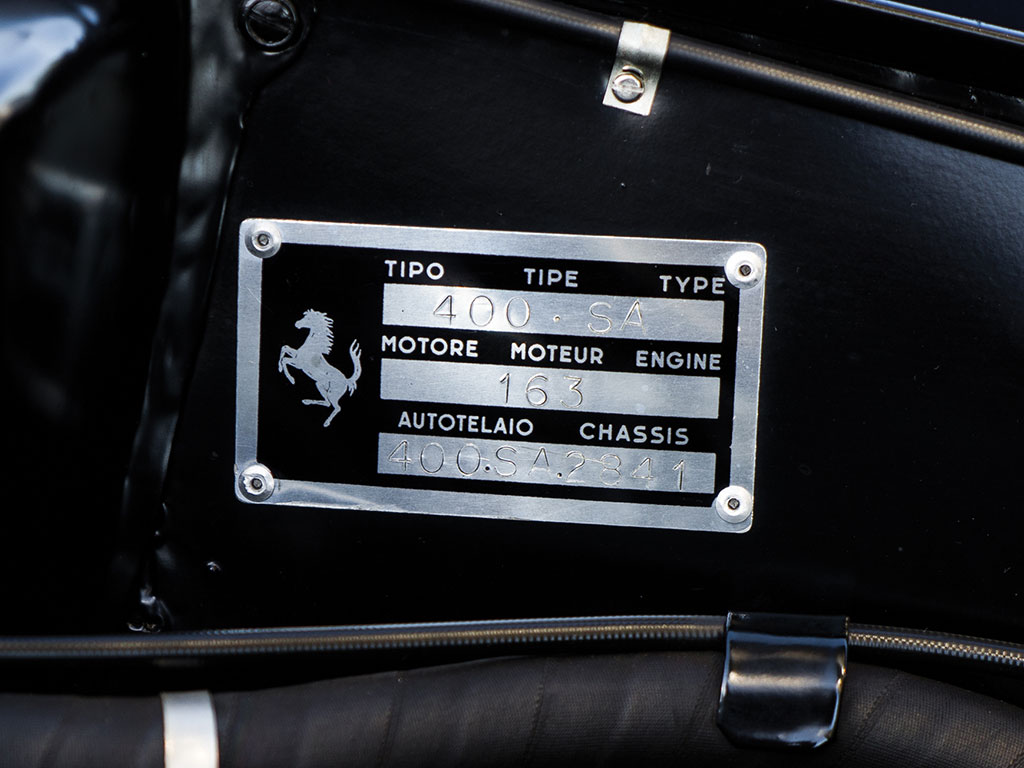 TIPO TIPE TYPE
400 · SA
MOTORE MOTEUR ENGINE
163
AUTOTELAIO CHASSIS
400.SA.2841